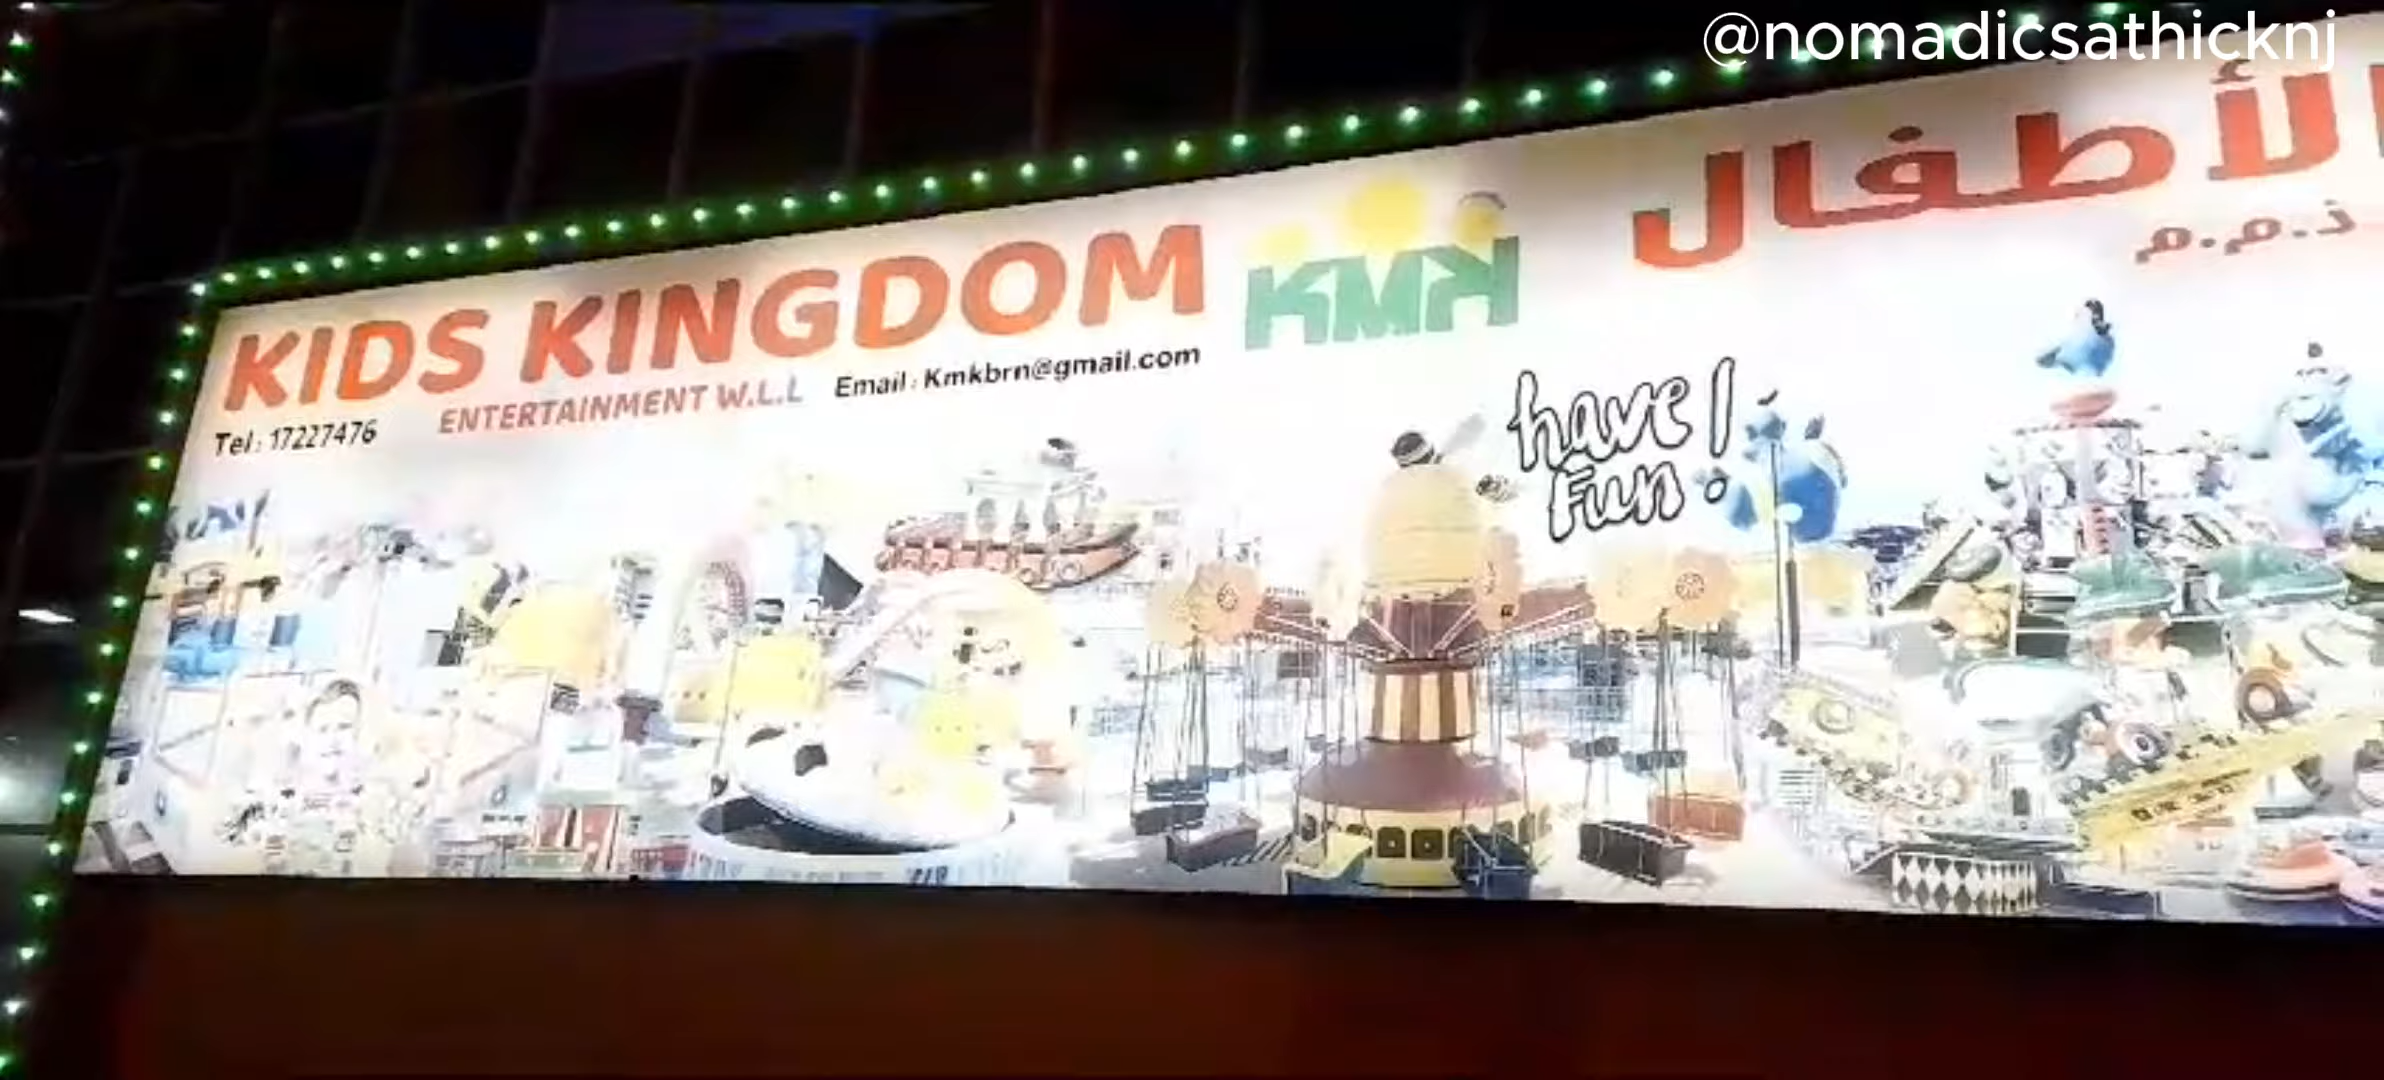 @nomadicsathicknj
KIDS KINGDOM
ENTERTAINMENT W.L.L
Tel: 17227476
Email: Kmkbrn@gmail.com
KMK
الأطفال
ذ.م.م
have
Fun!